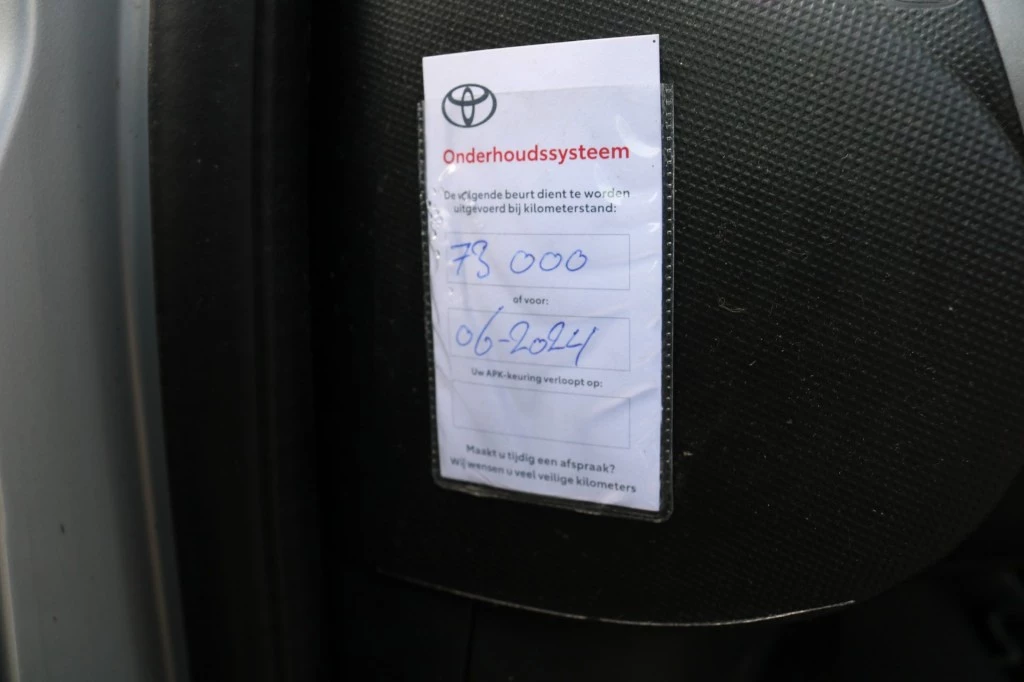 Onderhoudssysteem
De volgende beurt dient te worden
uitgevoerd bij kilometerstand:
73 000
of voor:
06-2024
Uw APK-keuring verloopt op:
Maakt u tijdig een afspraak?
Wij wensen u veel veilige kilometers